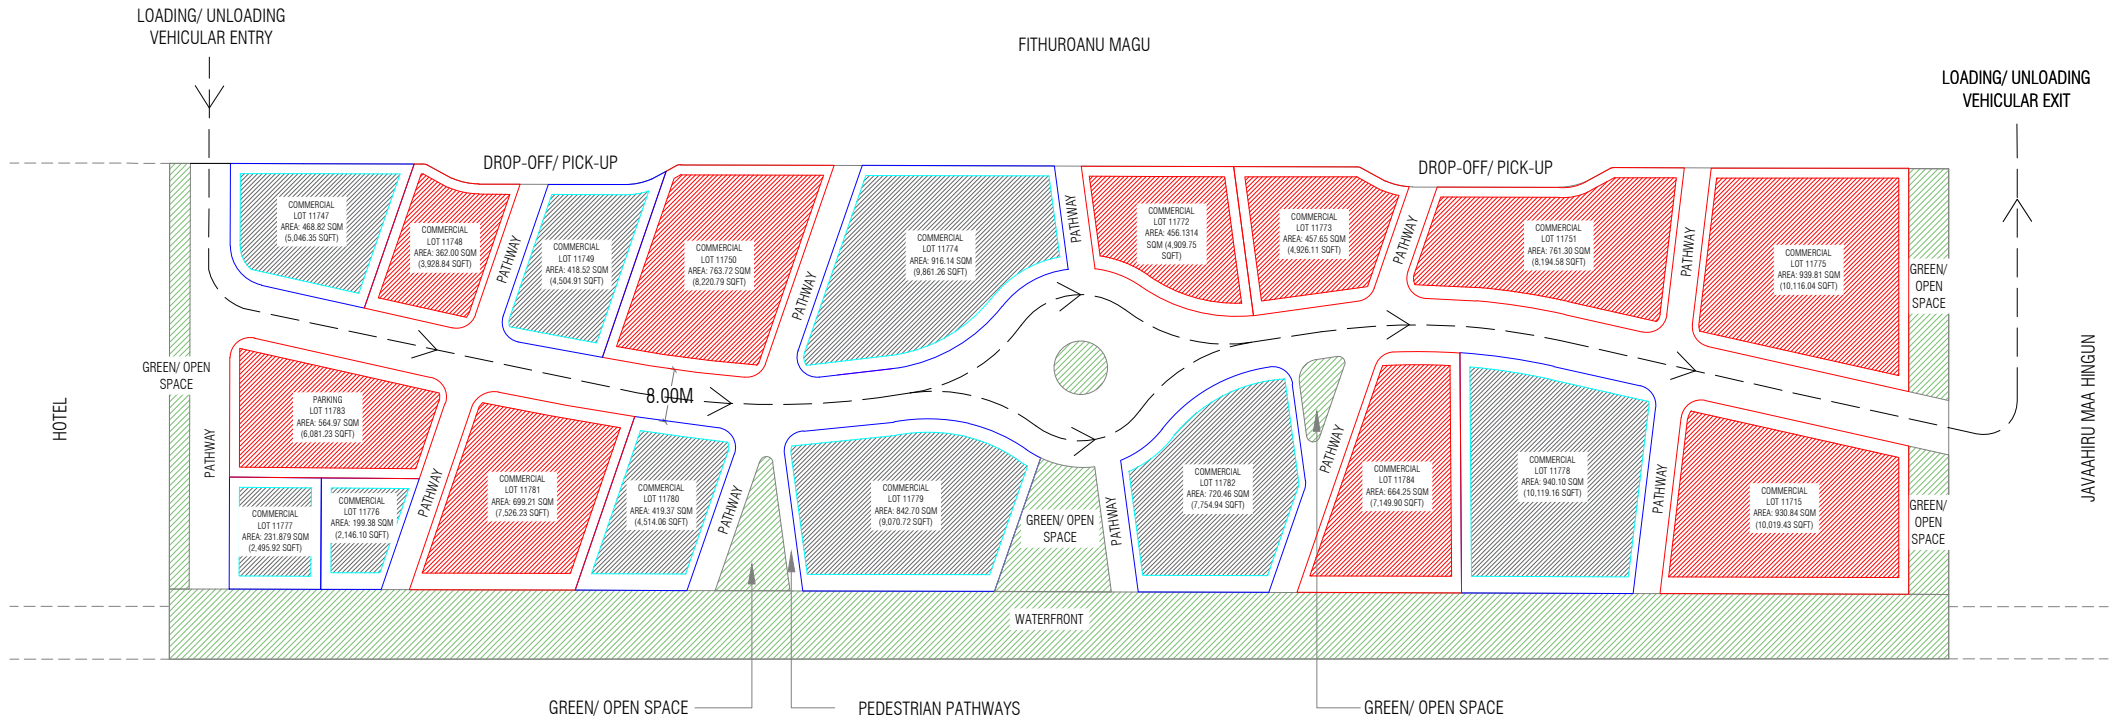 LOADING/ UNLOADING
VEHICULAR ENTRY
FITHUROANU MAGU
LOADING/ UNLOADING
VEHICULAR EXIT
DROP-OFF/ PICK-UP
DROP-OFF/ PICK-UP
COMMERCIAL
LOT 11747
AREA: 468.82 SQM
(5,046.35 SQFT)
COMMERCIAL
LOT 11748
AREA: 362.00 SQM
(3,928.84 SQFT)
PATHWAY
COMMERCIAL
LOT 11749
AREA: 418.52 SQM
(4,504.91 SQFT)
COMMERCIAL
LOT 11750
AREA: 763.72 SQM
(8,220.79 SQFT)
PATHWAY
COMMERCIAL
LOT 11774
AREA: 916.14 SQM
(9,861.26 SQFT)
PATHWAY
COMMERCIAL
LOT 11772
AREA: 456.1314
SQM (4,909.75
SQFT)
COMMERCIAL
LOT 11773
AREA: 457.65 SQM
(4,926.11 SQFT)
PATHWAY
COMMERCIAL
LOT 11751
AREA: 761.30 SQM
(8,194.58 SQFT)
PATHWAY
COMMERCIAL
LOT 11775
AREA: 939.81 SQM
(10,116.04 SQFT)
GREEN/
OPEN
SPACE
HOTEL
GREEN/ OPEN
SPACE
PATHWAY
PARKING
LOT 11783
AREA: 564.97 SQM
(6,081.23 SQFT)
8.00M
COMMERCIAL
LOT 11777
AREA: 231.879 SQM
(2,495.92 SQFT)
COMMERCIAL
LOT 11776
AREA: 199.38 SQM
(2,146.10 SQFT)
PATHWAY
COMMERCIAL
LOT 11781
AREA: 699.21 SQM
(7,526.23 SQFT)
COMMERCIAL
LOT 11780
AREA: 419.37 SQM
(4,514.06 SQFT)
PATHWAY
COMMERCIAL
LOT 11779
AREA: 842.70 SQM
(9,070.72 SQFT)
GREEN/ OPEN
SPACE
PATHWAY
COMMERCIAL
LOT 11782
AREA: 720.46 SQM
(7,754.94 SQFT)
PATHWAY
COMMERCIAL
LOT 11784
AREA: 664.25 SQM
(7,149.90 SQFT)
COMMERCIAL
LOT 11778
AREA: 940.10 SQM
(10,119.16 SQFT)
PATHWAY
COMMERCIAL
LOT 11715
AREA: 930.84 SQM
(10,019.43 SQFT)
GREEN/
OPEN
SPACE
JAVAAHIRU MAA HINGUN
WATERFRONT
GREEN/ OPEN SPACE
PEDESTRIAN PATHWAYS
GREEN/ OPEN SPACE